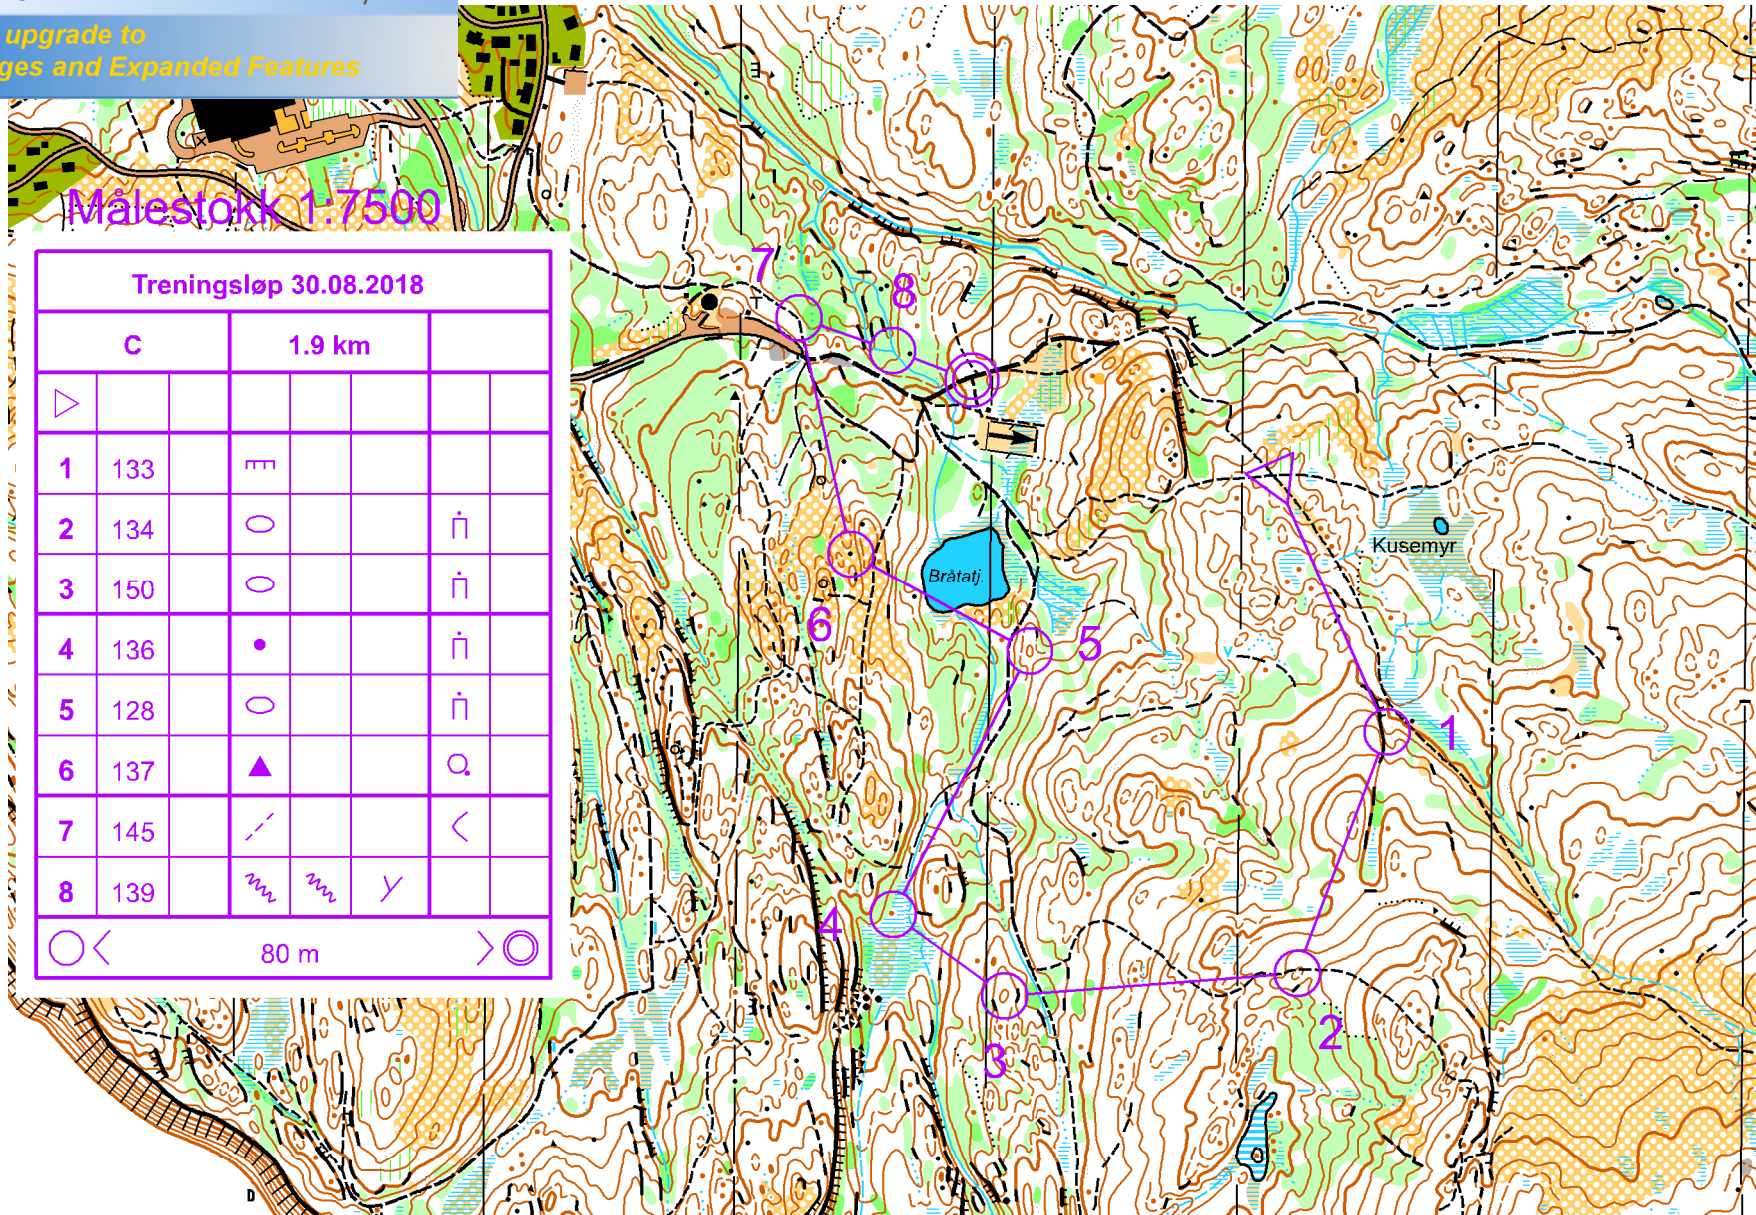 upgrade to
ges and Expanded Features
Målestokk 1:7500
Treningsløp 30.08.2018
C 1.9 km
1 133
2 134
3 150
4 136
5 128
6 137
7 145
8 139
80 m
7
8
Kusemyr
Bråtatj.
6
5
1
4
2
3
D